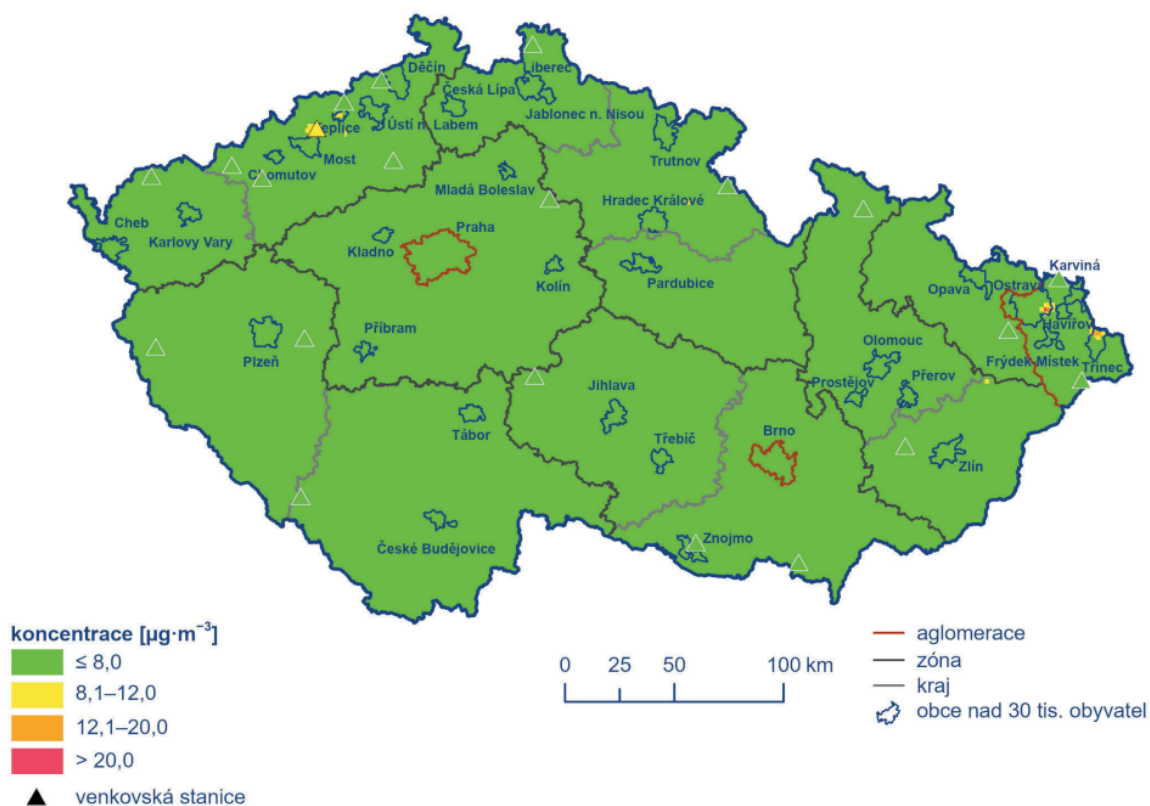 Děčín
Liberec
Česká Lípa
Jablonec n. Nisou
Teplice
Ústí n. Labem
Most
Chomutov
Trutnov
Mladá Boleslav
Hradec Králové
Cheb
Karlovy Vary
Praha
Kladno
Kolín
Pardubice
Karviná
Opava
Ostrava
Havířov
Příbram
Plzeň
Olomouc
Frýdek-Místek
Třinec
Jihlava
Prostějov
Přerov
Tábor
Třebíč
Brno
Zlín
České Budějovice
Znojmo
koncentrace [µg·m⁻³]
≤ 8,0
8,1–12,0
12,1–20,0
> 20,0
venkovská stanice
0 25 50 100 km
aglomerace
zóna
kraj
obce nad 30 tis. obyvatel